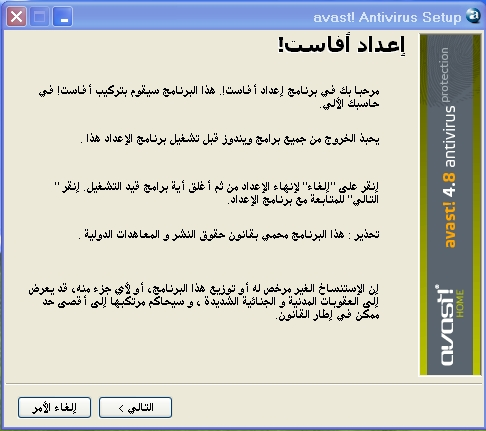 avast! Antivirus Setup
إعداد أفاست!
مرحبا بك في برنامج إعداد أفاست!. هذا البرنامج سيقوم بتركيب أفاست! في
حاسبك الآلي.
يحبذ الخروج من جميع برامج ويندوز قبل تشغيل برنامج الإعداد هذا .
إنقر على "إلغاء" لإنهاء الإعداد من ثم أغلق أية برامج قيد التشغيل. إنقر "
التالي" للمتابعة مع برنامج الإعداد.
تحذير : هذا البرنامج محمي بقانون حقوق النشر و المعاهدات الدولية .
إن الإستنساخ الغير مرخص له أو توزيع هذا البرنامج، أو لأي جزء منه، قد يعرض
إلى العقوبات المدنية و الجنائية الشديدة ، و سيحاكم مرتكبها إلى أقصى حد
ممكن في إطار القانون.
avast! HOME
avast! 4.8 antivirus protection
التالي >
إلغاء الأمر